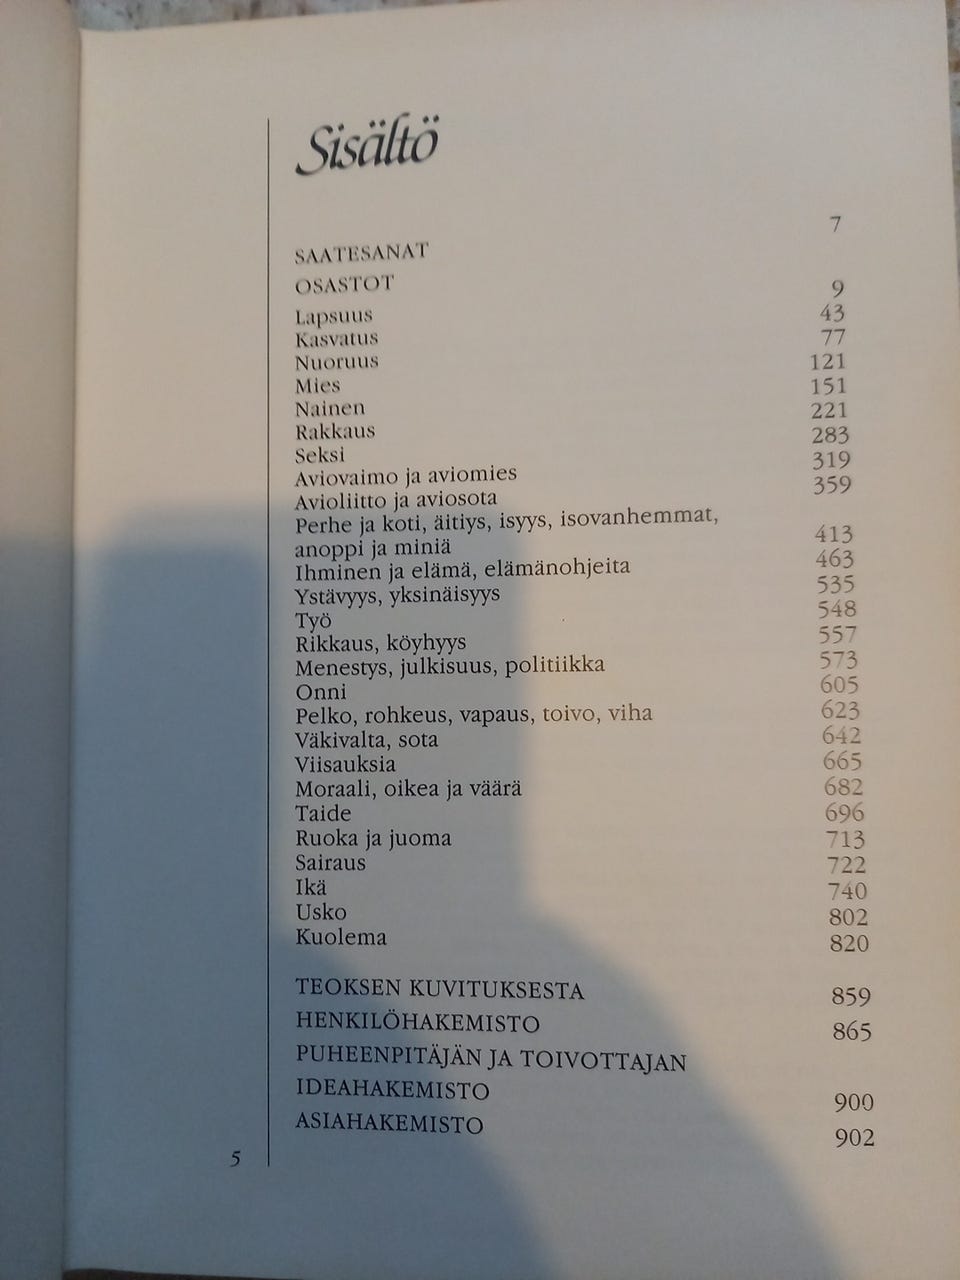 Sisältö
SAATESANAT 7
OSASTOT
Lapsuus 9
Kasvatus 43
Nuoruus 77
Mies 121
Nainen 151
Rakkaus 221
Seksi 283
Aviovaimo ja aviomies 319
Avioliitto ja aviosota 359
Perhe ja koti, äitiys, isyys, isovanhemmat,
anoppi ja miniä 413
Ihminen ja elämä, elämänohjeita 463
Ystävyys, yksinäisyys 535
Työ 548
Rikkaus, köyhyys 557
Menestys, julkisuus, politiikka 573
Onni 605
Pelko, rohkeus, vapaus, toivo, viha 623
Väkivalta, sota 642
Viisauksia 665
Moraali, oikea ja väärä 682
Taide 696
Ruoka ja juoma 713
Sairaus 722
Ikä 740
Usko 802
Kuolema 820
TEOKSEN KUVITUKSESTA 859
HENKILÖHAKEMISTO 865
PUHEENPITÄJÄN JA TOIVOTTAJAN
IDEAHAKEMISTO 900
ASIAHAKEMISTO 902
5